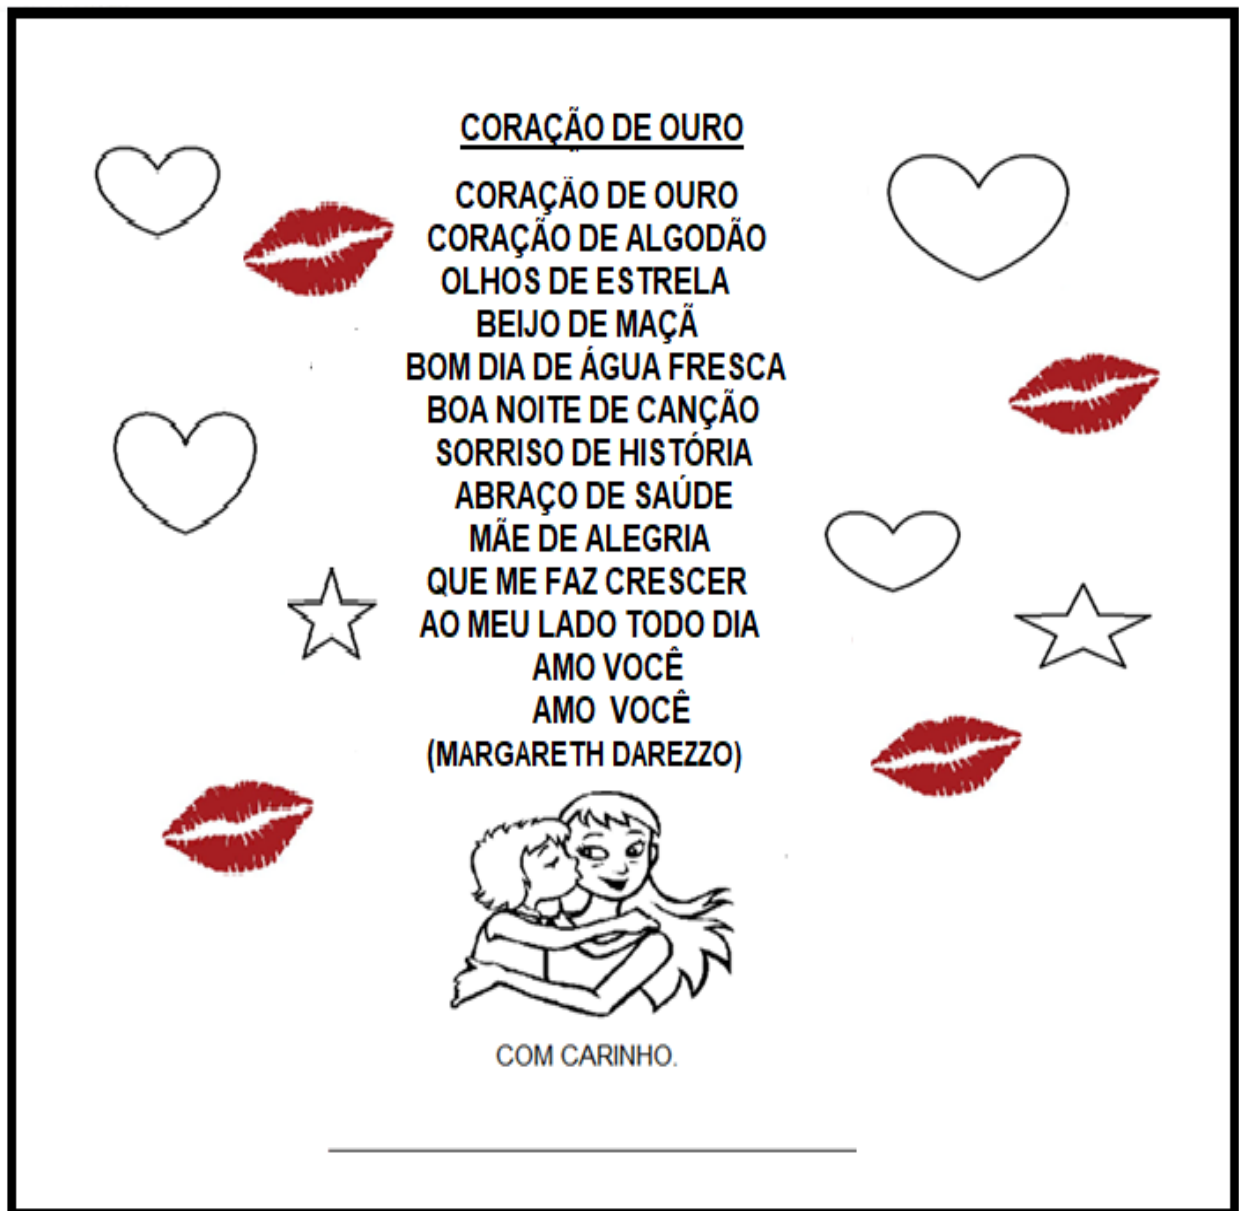 CORAÇÃO DE OURO
CORAÇÃO DE OURO
CORAÇÃO DE ALGODÃO
OLHOS DE ESTRELA
BEIJO DE MAÇÃ
BOM DIA DE ÁGUA FRESCA
BOA NOITE DE CANÇÃO
SORRISO DE HISTÓRIA
ABRAÇO DE SAÚDE
MÃE DE ALEGRIA
QUE ME FAZ CRESCER
AO MEU LADO TODO DIA
AMO VOCÊ
AMO VOCÊ
(MARGARETH DAREZZO)
COM CARINHO.